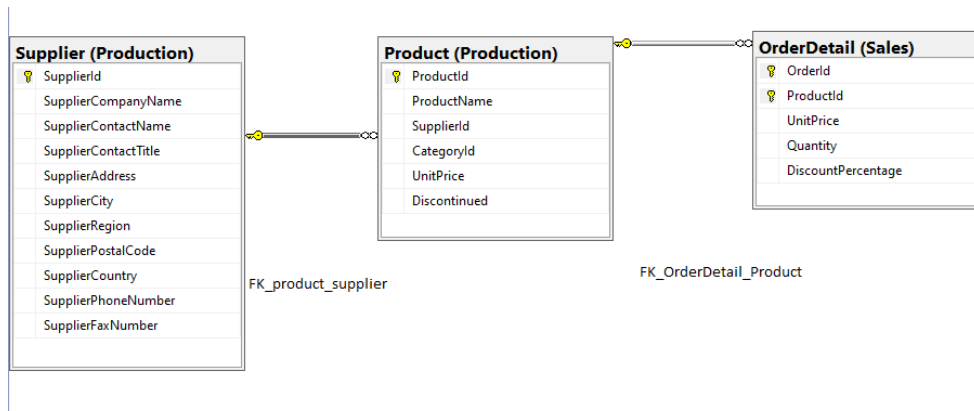 Supplier (Production)
SupplierId
SupplierCompanyName
SupplierContactName
SupplierContactTitle
SupplierAddress
SupplierCity
SupplierRegion
SupplierPostalCode
SupplierCountry
SupplierPhoneNumber
SupplierFaxNumber
FK_product_supplier
Product (Production)
ProductId
ProductName
SupplierId
CategoryId
UnitPrice
Discontinued
FK_OrderDetail_Product
OrderDetail (Sales)
OrderId
ProductId
UnitPrice
Quantity
DiscountPercentage